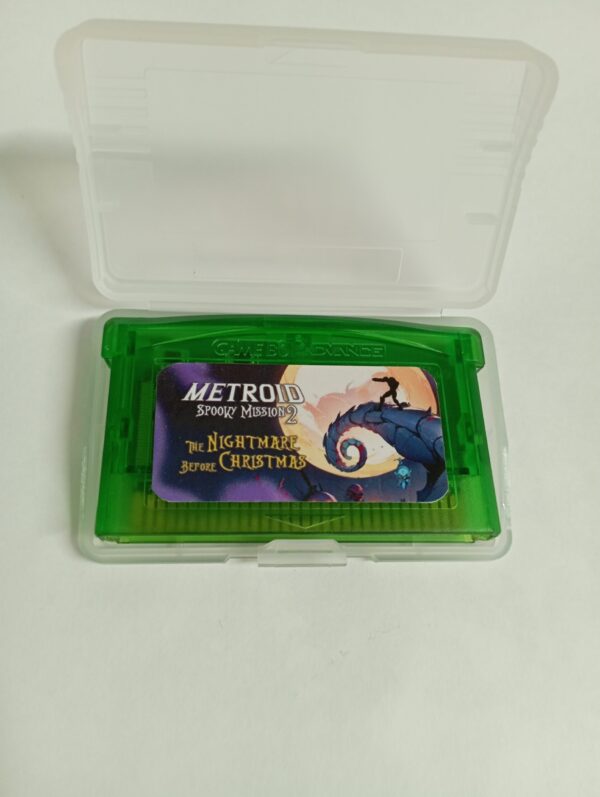 GAME BOY ADVANCE
METROID
SPOOKY MISSION 2
THE NIGHTMARE
BEFORE CHRISTMAS